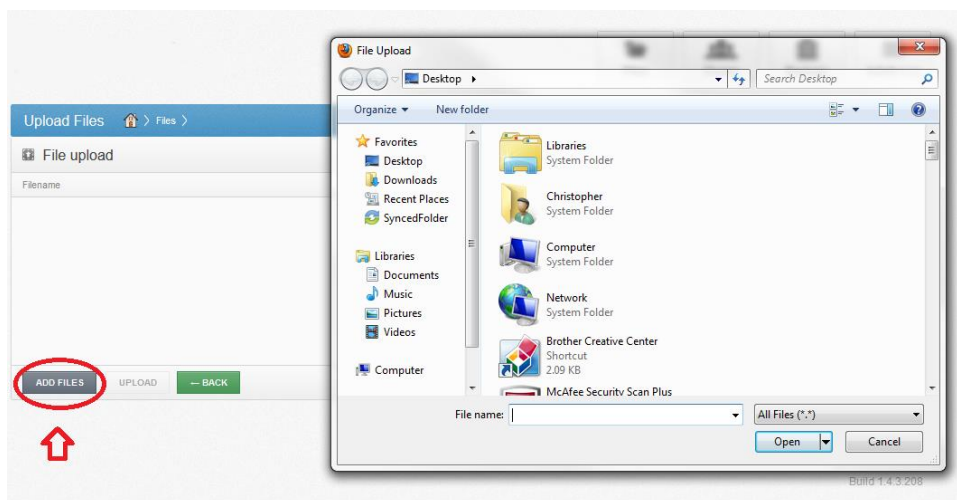 File Upload
Desktop
Search Desktop
Organize
New folder
Upload Files
Files
File upload
Filename
Favorites
Desktop
Downloads
Recent Places
SyncedFolder
Libraries
Documents
Music
Pictures
Videos
Computer
Libraries
System Folder
Christopher
System Folder
Computer
System Folder
Network
System Folder
Brother Creative Center
Shortcut
2.09 KB
McAfee Security Scan Plus
ADD FILES
UPLOAD
← BACK
File name:
All Files (*.*)
Open
Cancel
Build 1.4.3.208